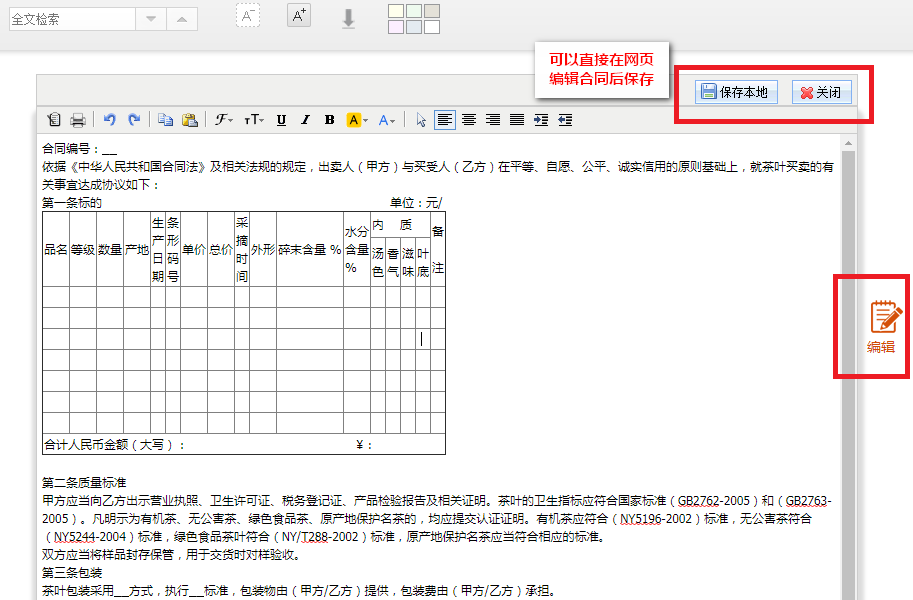 全文检索
A⁻
A⁺
可以直接在网页
编辑合同后保存
保存本地
关闭
合同编号：___
依据《中华人民共和国合同法》及相关法规的规定，出卖人（甲方）与买受人（乙方）在平等、自愿、公平、诚实信用的原则基础上，就茶叶买卖的有
关事宜达成协议如下：
第一条标的 单位：元/
品名 等级 数量 产地 生产日期 条形码号 单价 总价 采摘时间 外形 碎末含量 % 水分含量% 内 质 备注
汤色 香气 滋味 叶底
合计人民币金额（大写）： ¥：
编辑
第二条质量标准
甲方应当向乙方出示营业执照、卫生许可证、税务登记证、产品检验报告及相关证明。茶叶的卫生指标应符合国家标准（GB2762-2005）和（GB2763-
2005）。凡明示为有机茶、无公害茶、绿色食品茶、原产地保护名茶的，均应提交认证证明。有机茶应符合（NY5196-2002）标准，无公害茶符合
（NY5244-2004）标准，绿色食品茶叶符合（NY/T288-2002）标准，原产地保护名茶应当符合相应的标准。
双方应当将样品封存保管，用于交货时对样验收。
第三条包装
茶叶包装采用___方式，执行___标准，包装物由（甲方/乙方）提供，包装费由（甲方/乙方）承担。